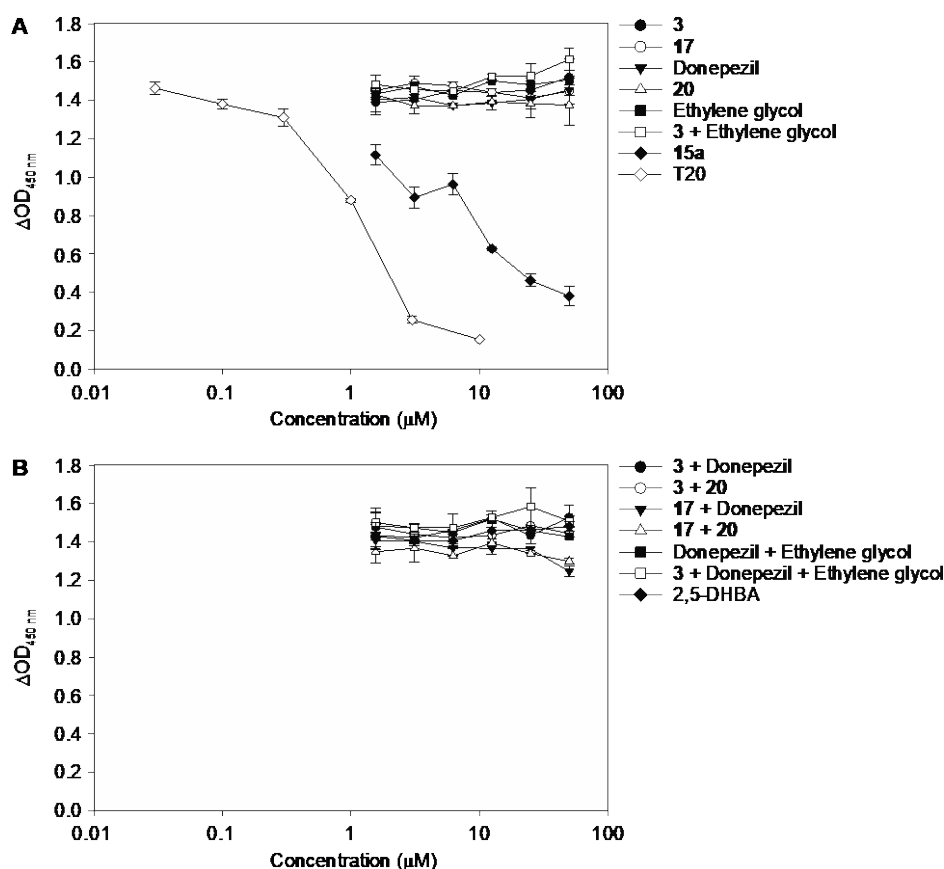 A
1.8
1.6
1.4
1.2
1.0
0.8
0.6
0.4
0.2
0.0
ΔOD450 nm
0.01 0.1 1 10 100
Concentration (μM)
3
17
Donepezil
20
Ethylene glycol
3 + Ethylene glycol
15a
T20
B
1.8
1.6
1.4
1.2
1.0
0.8
0.6
0.4
0.2
0.0
ΔOD450 nm
0.01 0.1 1 10 100
Concentration (μM)
3 + Donepezil
3 + 20
17 + Donepezil
17 + 20
Donepezil + Ethylene glycol
3 + Donepezil + Ethylene glycol
2,5-DHBA